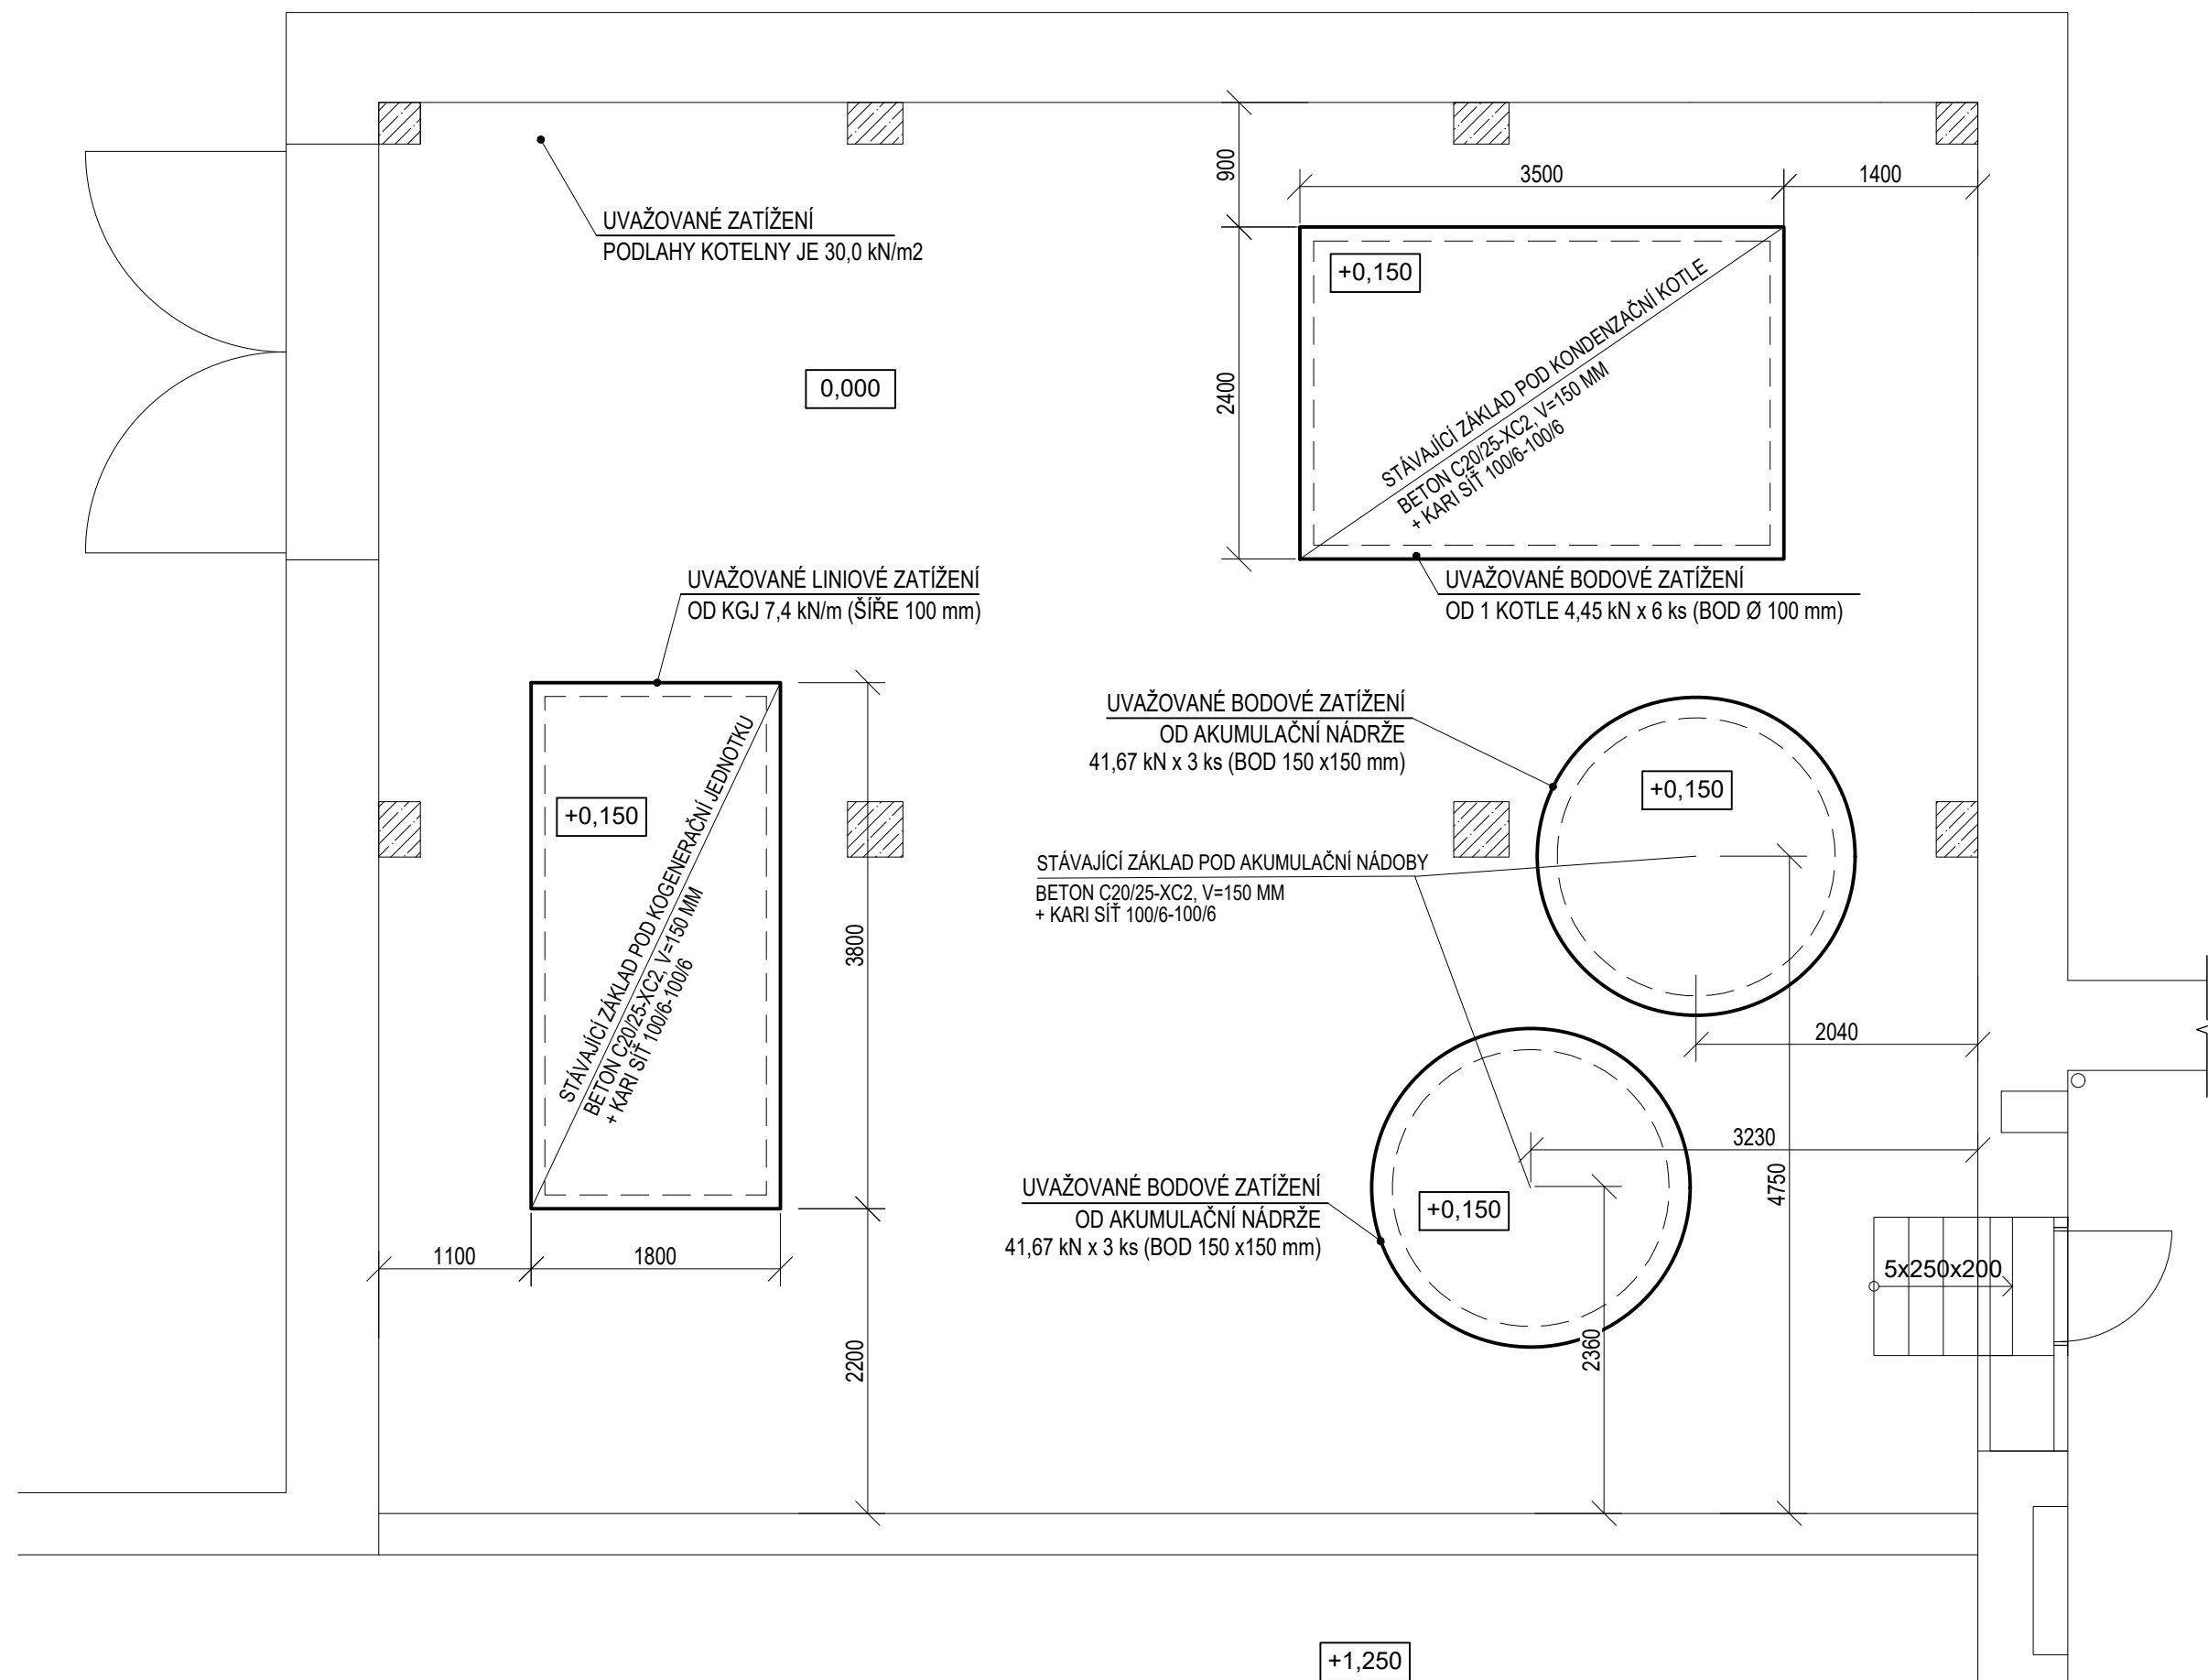 900
3500
1400
UVAŽOVANÉ ZATÍŽENÍ
PODLAHY KOTELNY JE 30,0 kN/m2
+0,150
0,000
2400
STÁVAJÍCÍ ZÁKLAD POD KONDENZAČNÍ KOTLE
BETON C20/25-XC2, V=150 MM
+ KARI SÍŤ 100/6-100/6
UVAŽOVANÉ LINIOVÉ ZATÍŽENÍ
OD KGJ 7,4 kN/m (ŠÍŘE 100 mm)
UVAŽOVANÉ BODOVÉ ZATÍŽENÍ
OD 1 KOTLE 4,45 kN x 6 ks (BOD Ø 100 mm)
UVAŽOVANÉ BODOVÉ ZATÍŽENÍ
OD AKUMULAČNÍ NÁDRŽE
41,67 kN x 3 ks (BOD 150 x150 mm)
+0,150
+0,150
STÁVAJÍCÍ ZÁKLAD POD KOGENERAČNÍ JEDNOTKU
BETON C20/25-XC2, V=150 MM
+ KARI SÍŤ 100/6-100/6
3800
STÁVAJÍCÍ ZÁKLAD POD AKUMULAČNÍ NÁDOBY
BETON C20/25-XC2, V=150 MM
+ KARI SÍŤ 100/6-100/6
2040
3230
4750
UVAŽOVANÉ BODOVÉ ZATÍŽENÍ
OD AKUMULAČNÍ NÁDRŽE
41,67 kN x 3 ks (BOD 150 x150 mm)
+0,150
1100
1800
5x250x200
2200
2360
+1,250